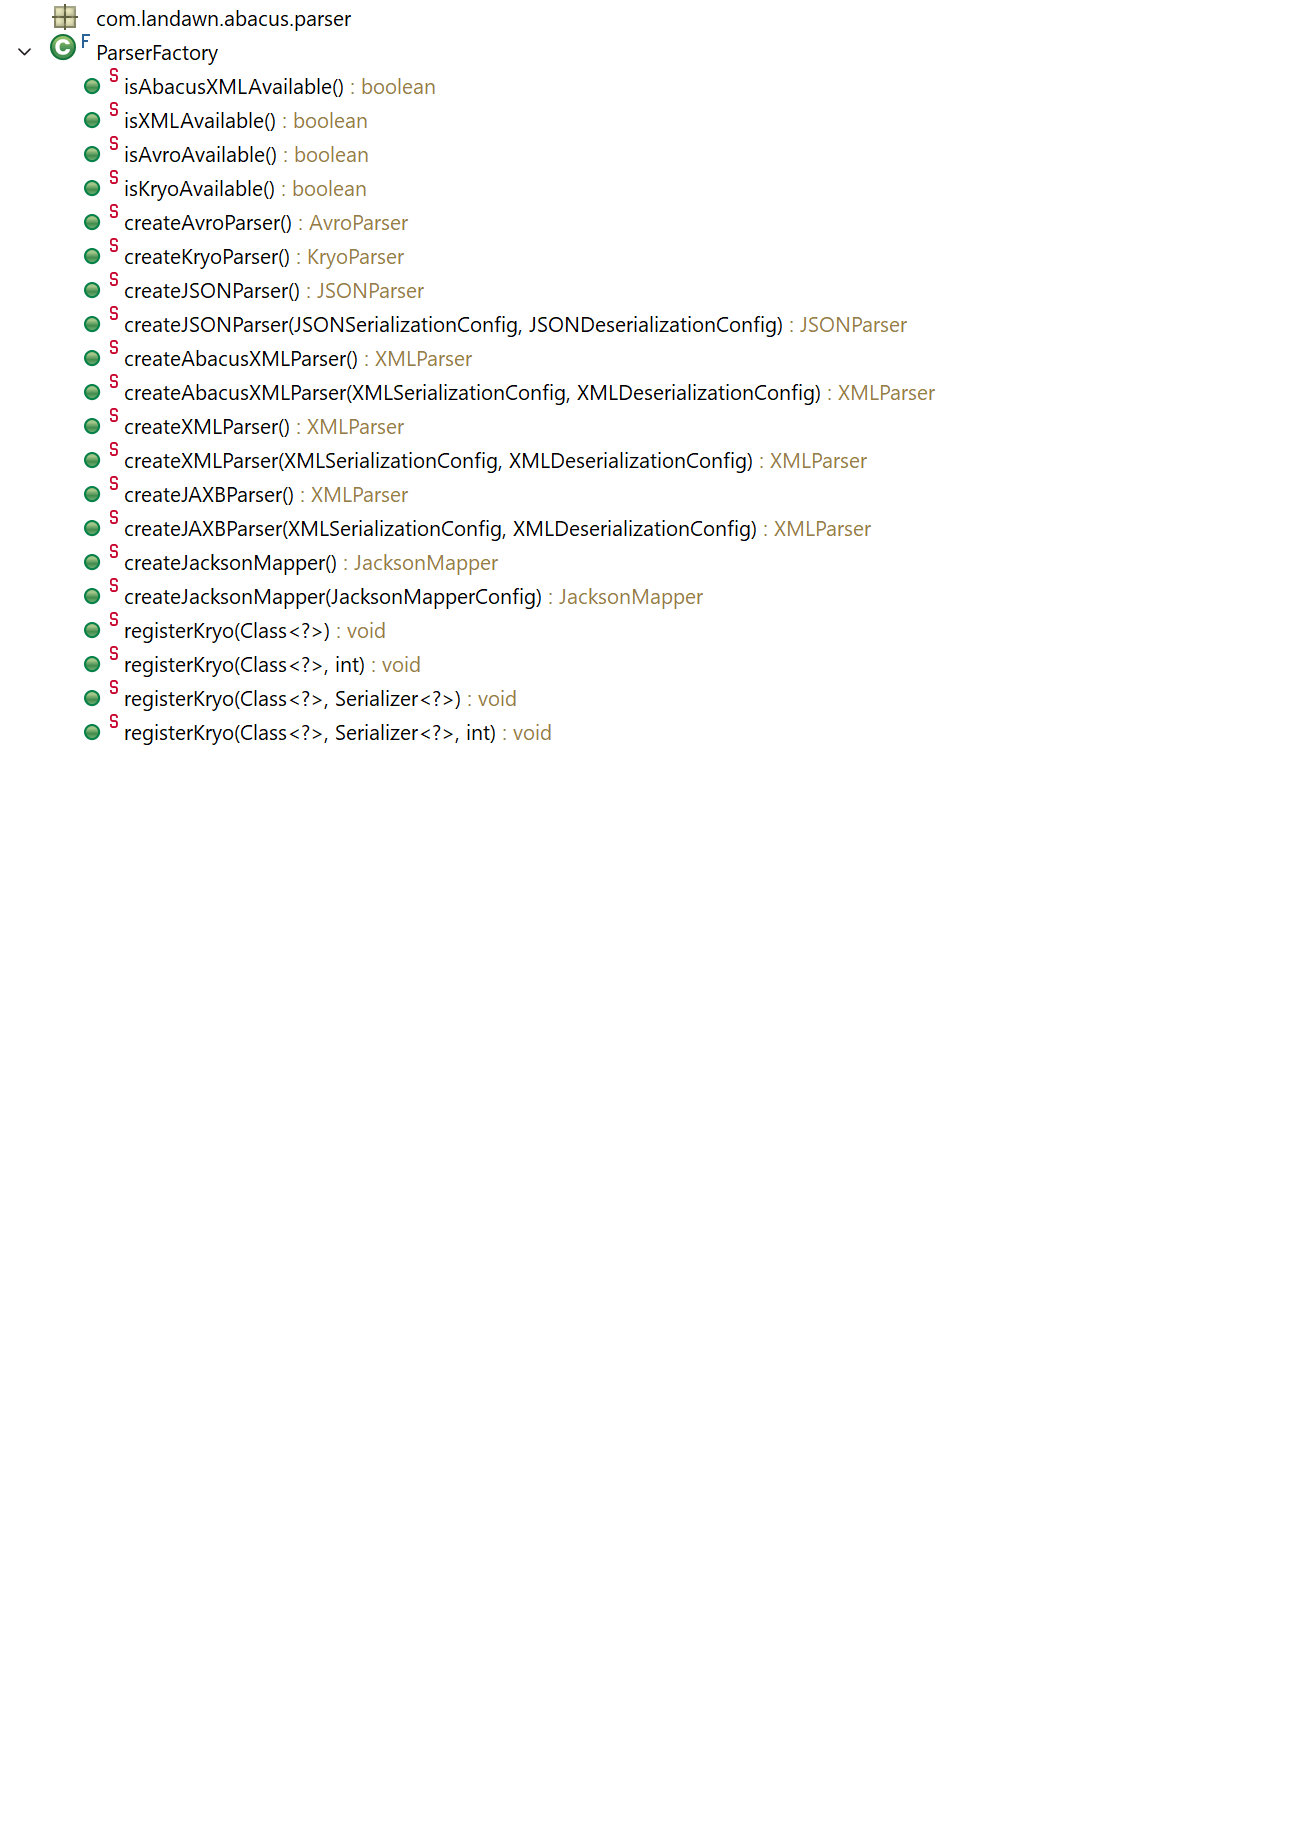 com.landawn.abacus.parser
C F ParserFactory
S isAbacusXMLAvailable() : boolean
S isXMLAvailable() : boolean
S isAvroAvailable() : boolean
S isKryoAvailable() : boolean
S createAvroParser() : AvroParser
S createKryoParser() : KryoParser
S createJSONParser() : JSONParser
S createJSONParser(JSONSerializationConfig, JSONDeserializationConfig) : JSONParser
S createAbacusXMLParser() : XMLParser
S createAbacusXMLParser(XMLSerializationConfig, XMLDeserializationConfig) : XMLParser
S createXMLParser() : XMLParser
S createXMLParser(XMLSerializationConfig, XMLDeserializationConfig) : XMLParser
S createJAXBParser() : XMLParser
S createJAXBParser(XMLSerializationConfig, XMLDeserializationConfig) : XMLParser
S createJacksonMapper() : JacksonMapper
S createJacksonMapper(JacksonMapperConfig) : JacksonMapper
S registerKryo(Class<?>) : void
S registerKryo(Class<?>, int) : void
S registerKryo(Class<?>, Serializer<?>) : void
S registerKryo(Class<?>, Serializer<?>, int) : void